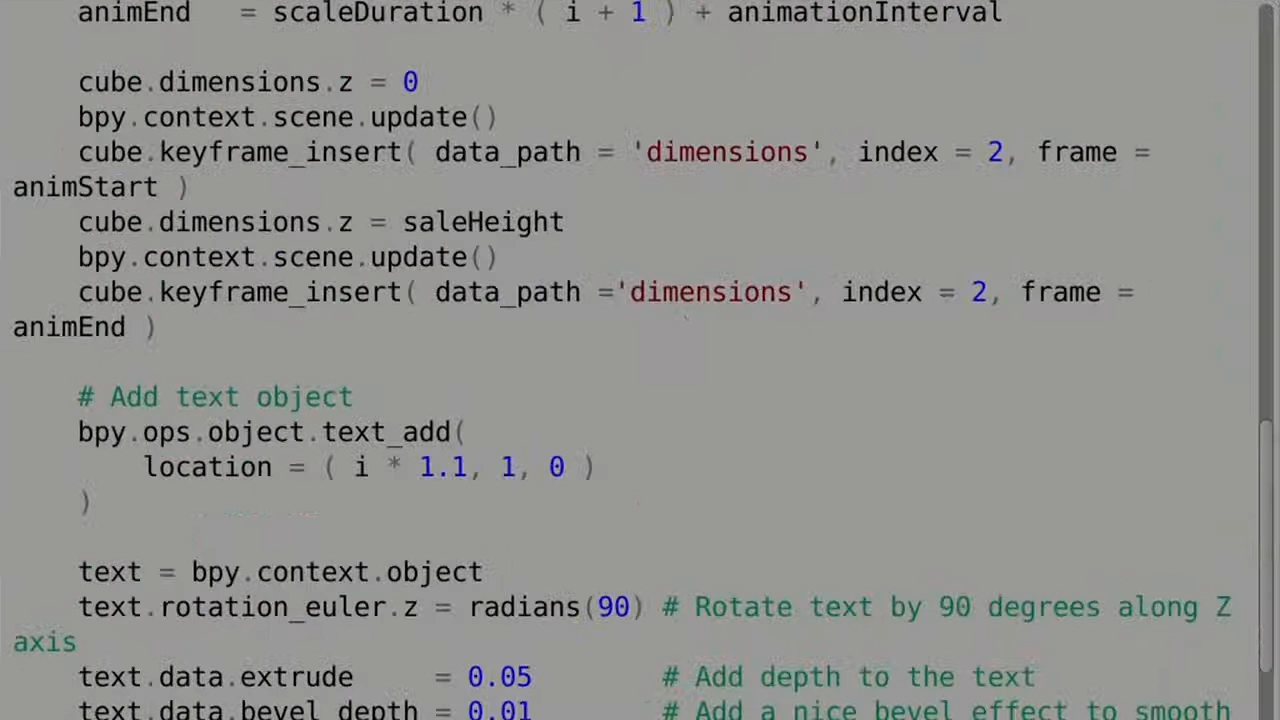 animEnd   = scaleDuration * ( i + 1 ) + animationInterval
cube.dimensions.z = 0
bpy.context.scene.update()
cube.keyframe_insert( data_path = 'dimensions', index = 2, frame =
animStart )
cube.dimensions.z = saleHeight
bpy.context.scene.update()
cube.keyframe_insert( data_path ='dimensions', index = 2, frame =
animEnd )
# Add text object
bpy.ops.object.text_add(
location = ( i * 1.1, 1, 0 )
)
text = bpy.context.object
text.rotation_euler.z = radians(90) # Rotate text by 90 degrees along Z
axis
text.data.extrude     = 0.05        # Add depth to the text
text.data.bevel_depth = 0.01        # Add a nice bevel effect to smooth